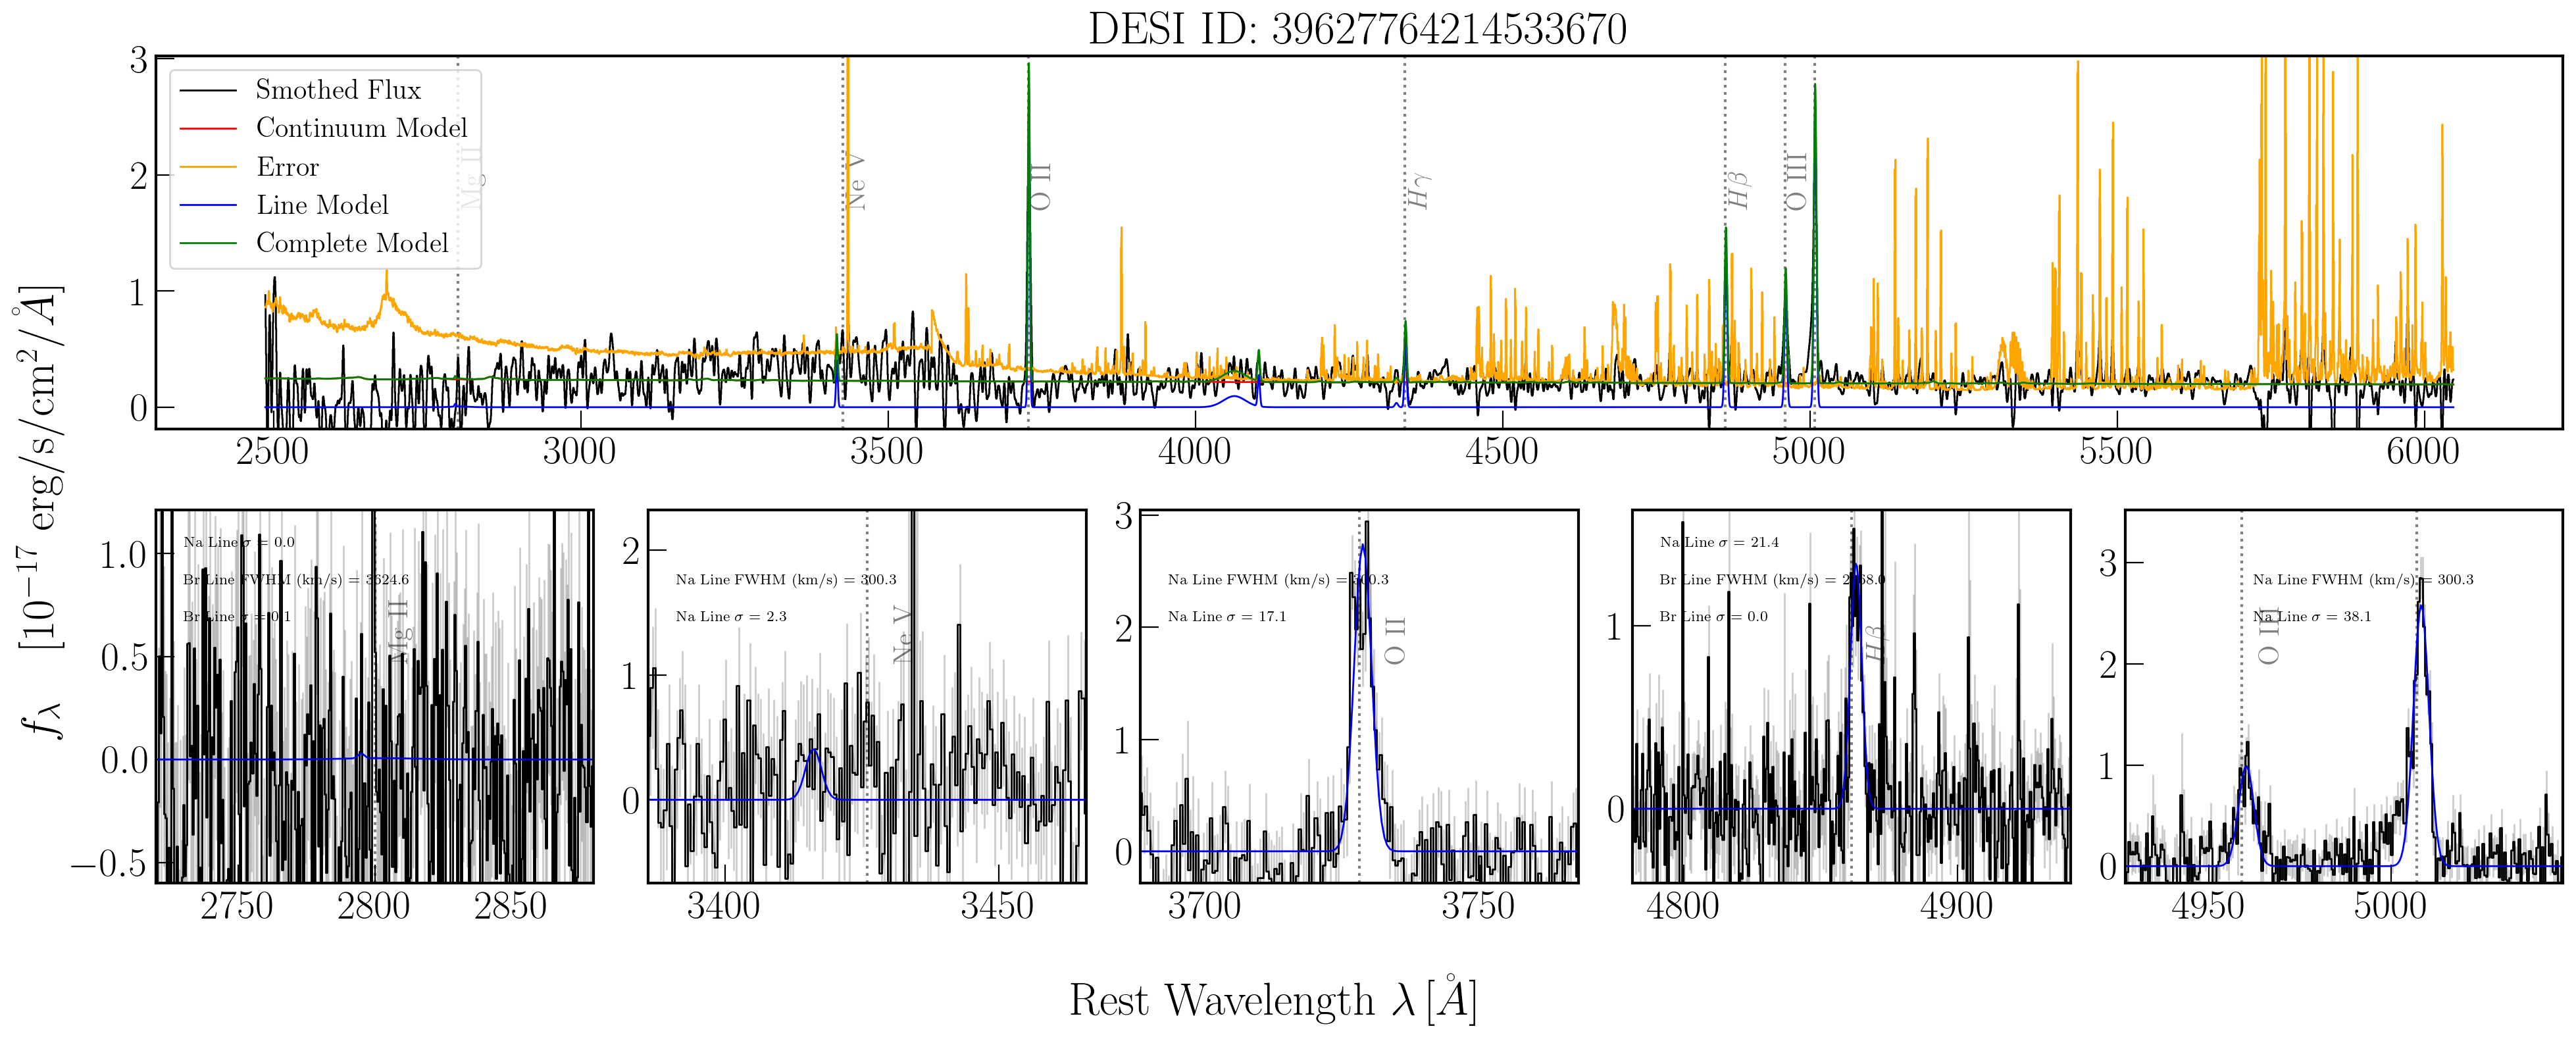 DESI ID: 39627764214533670
3
2
1
0
Smothed Flux
Continuum Model
Error
Line Model
Complete Model
Mg II
Ne V
O II
Hγ
Hβ
O III
2500 3000 3500 4000 4500 5000 5500 6000
fλ [10⁻¹⁷ erg/s/cm²/Å]
1.0
0.5
0.0
−0.5
Na Line σ = 0.0
Br Line FWHM (km/s) = 3624.6
Br Line σ = 0.1
Mg II
2750 2800 2850
2
1
0
Na Line FWHM (km/s) = 300.3
Na Line σ = 2.3
Ne V
3400 3450
3
2
1
0
Na Line FWHM (km/s) = 300.3
Na Line σ = 17.1
O II
3700 3750
1
0
Na Line σ = 21.4
Br Line FWHM (km/s) =
Br Line σ = 0.0
Hβ
4800 4900
3
2
1
0
Na Line FWHM (km/s) = 300.3
Na Line σ = 38.1
O III
4950 5000
Rest Wavelength λ [Å]